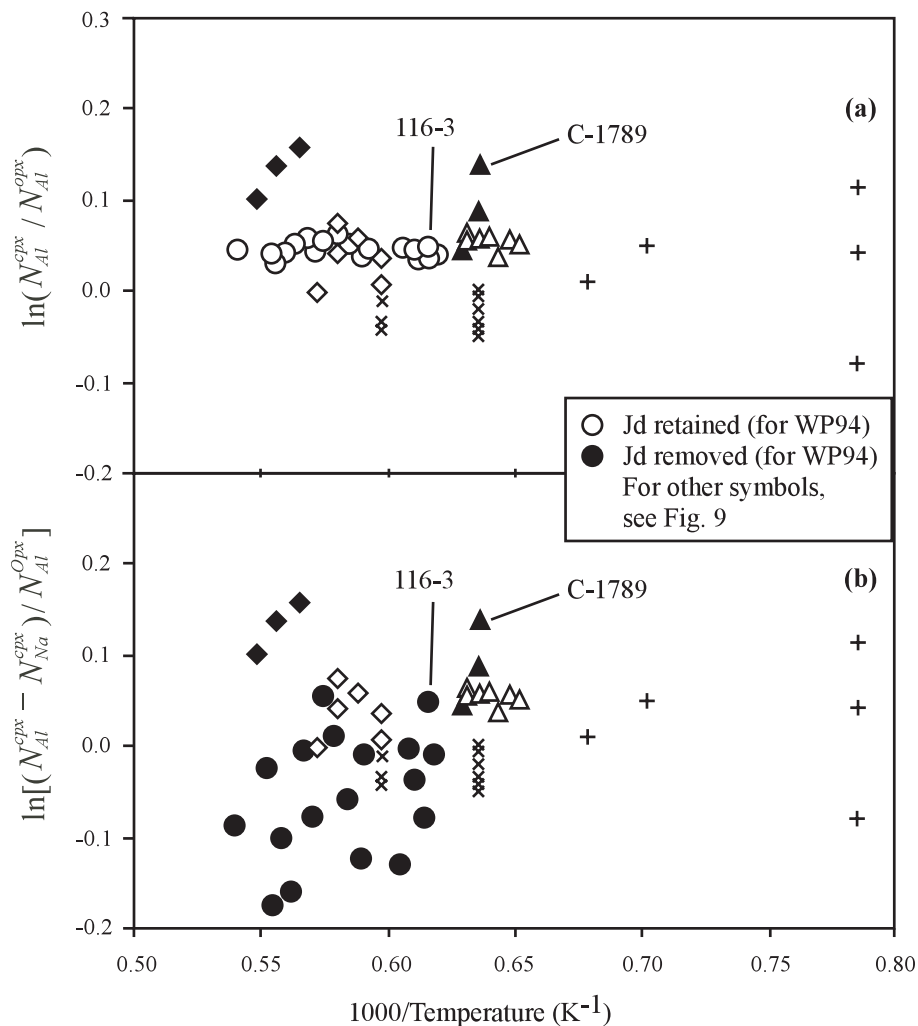 0.3
0.2
0.1
0.0
-0.1
-0.2
ln(N_Al^cpx / N_Al^opx)
(a)
116-3
C-1789
Jd retained (for WP94)
Jd removed (for WP94)
For other symbols,
see Fig. 9
0.2
0.1
0.0
-0.1
-0.2
ln[(N_Al^cpx − N_Na^cpx) / N_Al^Opx]
(b)
116-3
C-1789
0.50 0.55 0.60 0.65 0.70 0.75 0.80
1000/Temperature (K⁻¹)